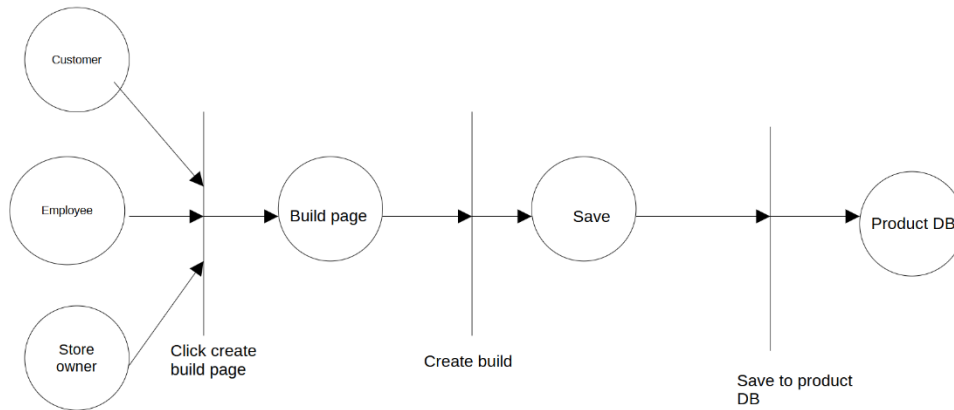 Customer
Employee
Store
owner
Click create
build page
Build page
Create build
Save
Save to product
DB
Product DB